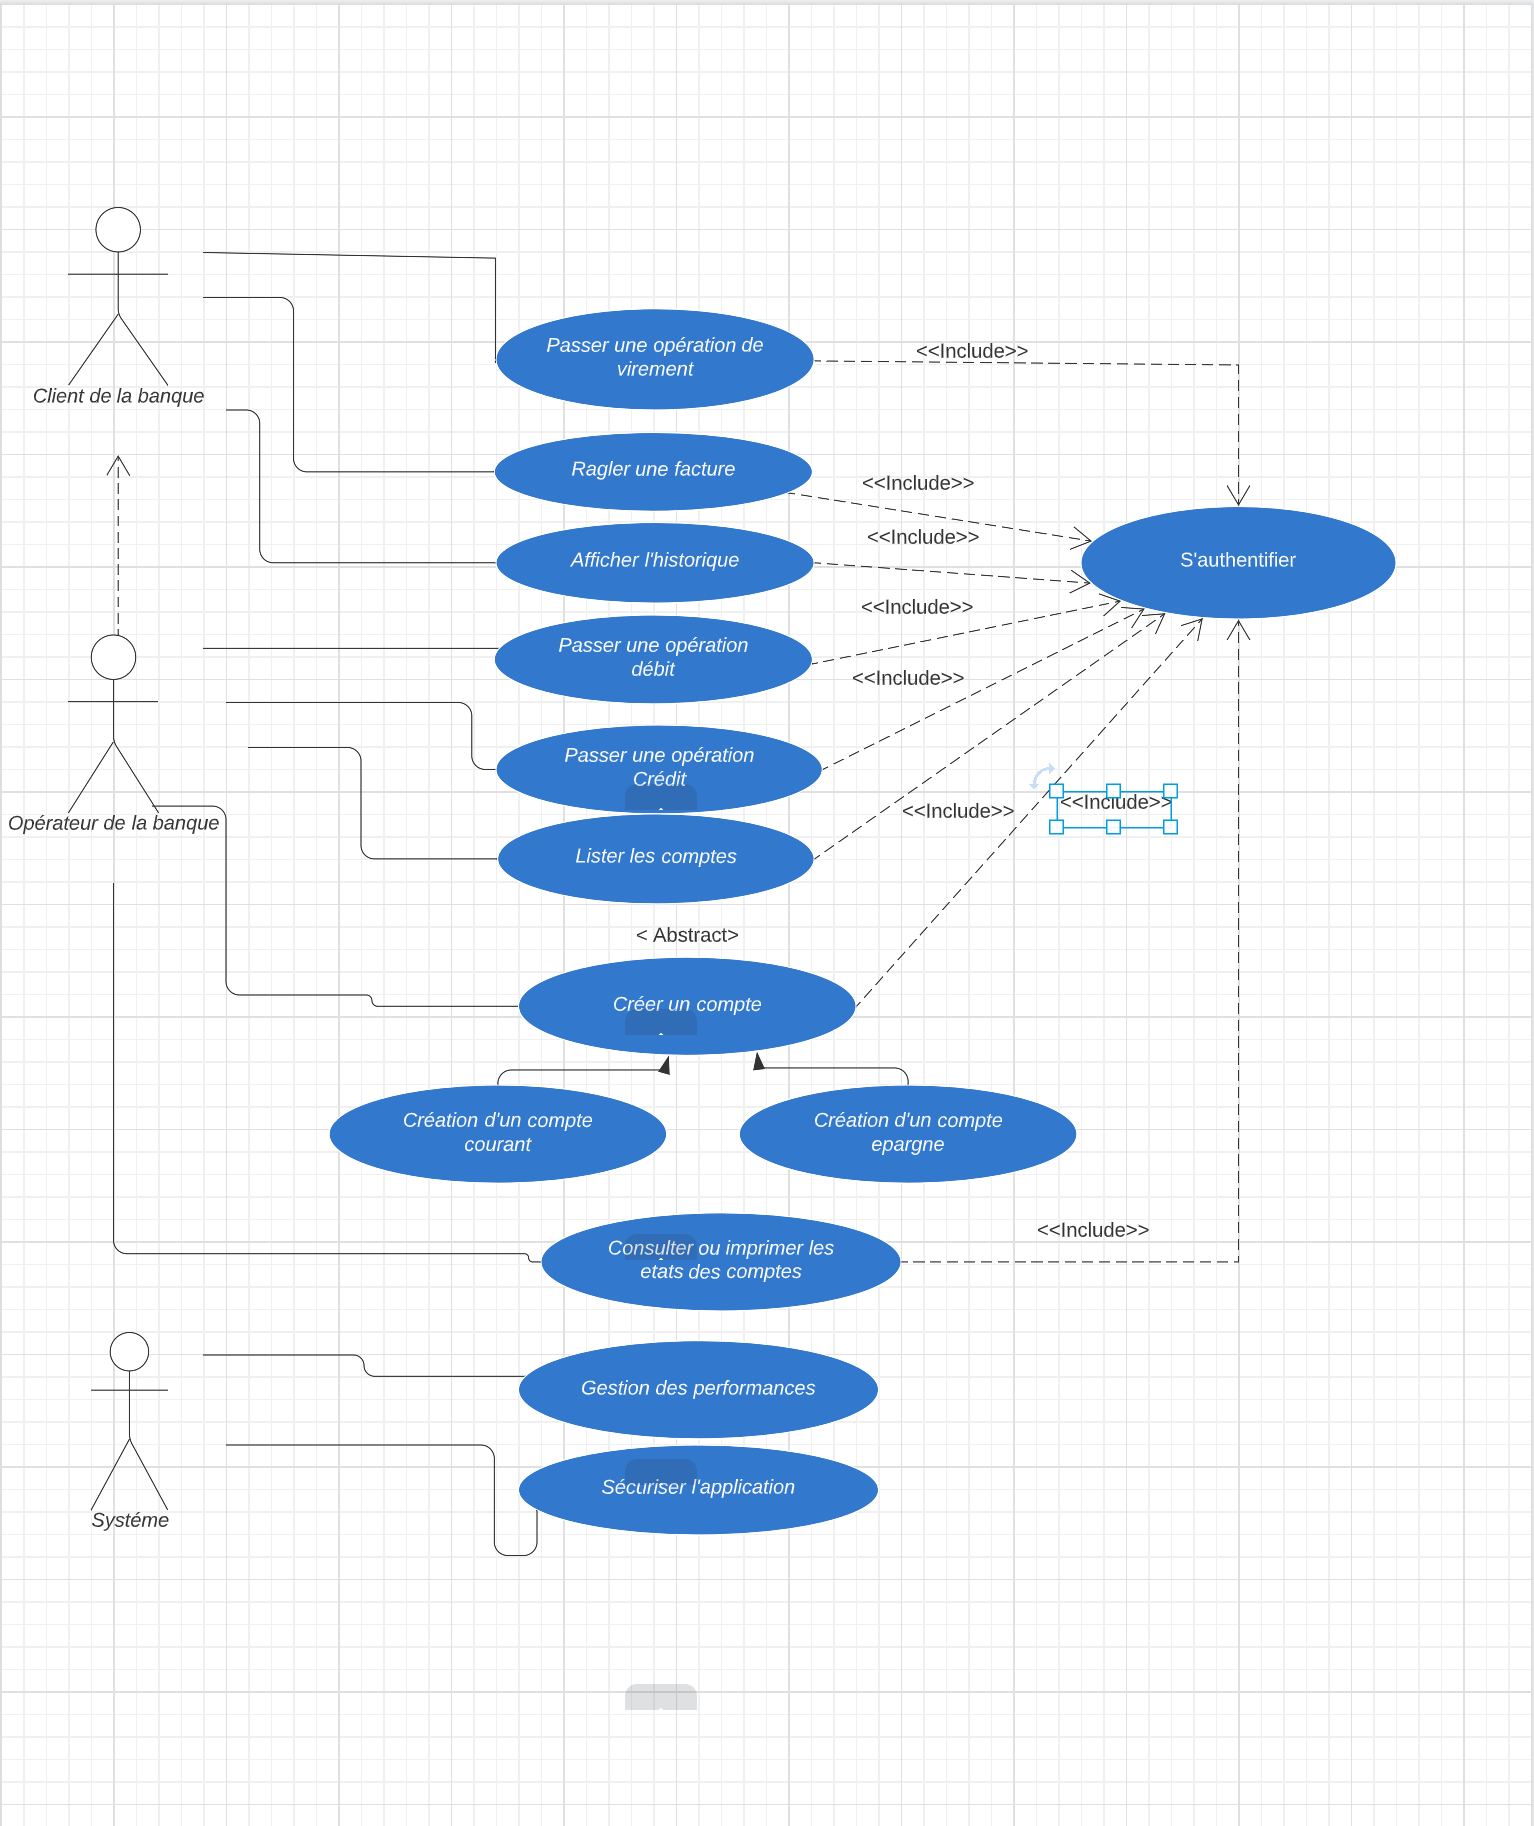 Client de la banque
Passer une opération de
virement
<<Include>>
Ragler une facture
<<Include>>
<<Include>>
Afficher l'historique
S'authentifier
<<Include>>
Passer une opération
débit
<<Include>>
Passer une opération
Crédit
Opérateur de la banque
<<Include>>
<<Include>>
Lister les comptes
< Abstract>
Créer un compte
Création d'un compte
courant
Création d'un compte
epargne
<<Include>>
Consulter ou imprimer les
etats des comptes
Gestion des performances
Sécuriser l'application
Systéme